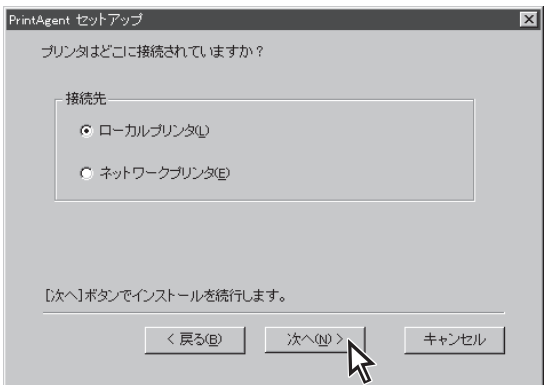 PrintAgent セットアップ
プリンタはどこに接続されていますか？
接続先
ローカルプリンタ(L)
ネットワークプリンタ(E)
[次へ]ボタンでインストールを続行します。
< 戻る(B) 次へ(N) > キャンセル